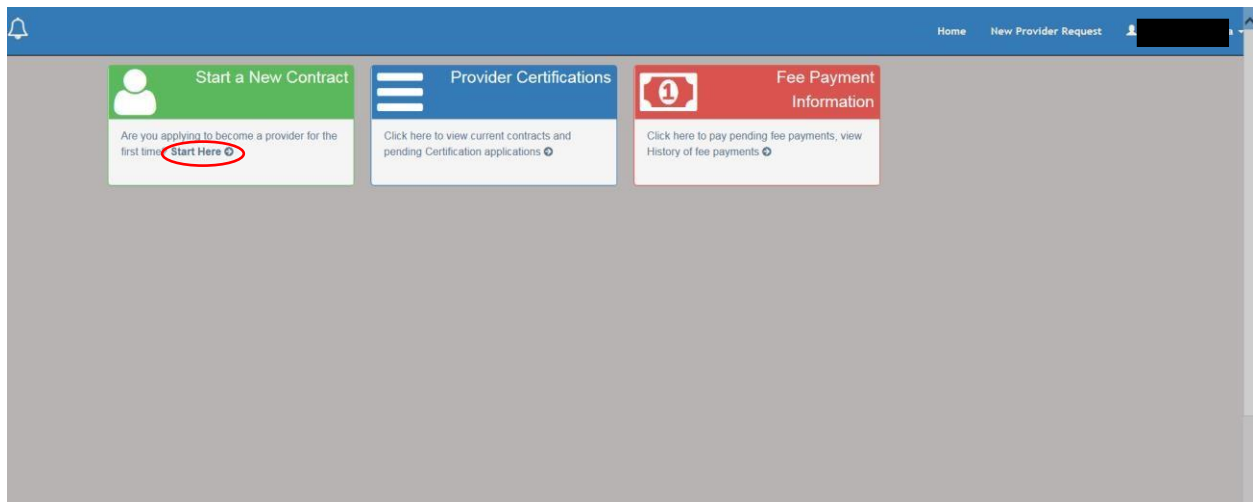 Home New Provider Request a
Start a New Contract
Are you applying to become a provider for the
first time? Start Here
Provider Certifications
Click here to view current contracts and
pending Certification applications
1
Fee Payment
Information
Click here to pay pending fee payments, view
History of fee payments